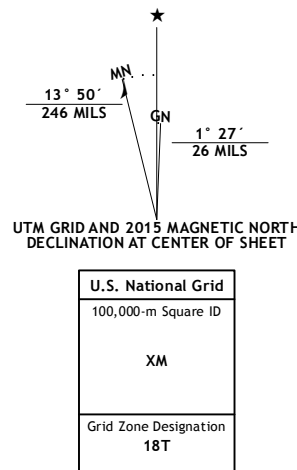 MN
GN
13° 50´
246 MILS
1° 27´
26 MILS
UTM GRID AND 2015 MAGNETIC NORTH
DECLINATION AT CENTER OF SHEET
U.S. National Grid
100,000-m Square ID
XM
Grid Zone Designation
18T